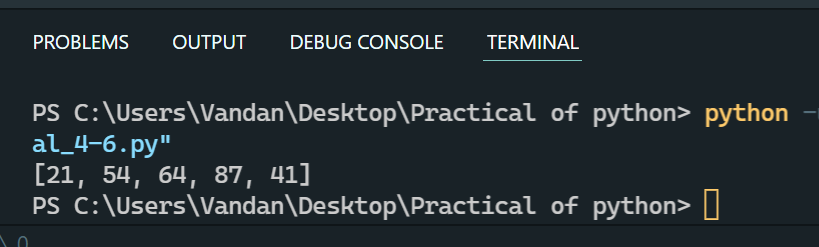 PROBLEMS OUTPUT DEBUG CONSOLE TERMINAL
PS C:\Users\Vandan\Desktop\Practical of python> python
al_4-6.py"
[21, 54, 64, 87, 41]
PS C:\Users\Vandan\Desktop\Practical of python>